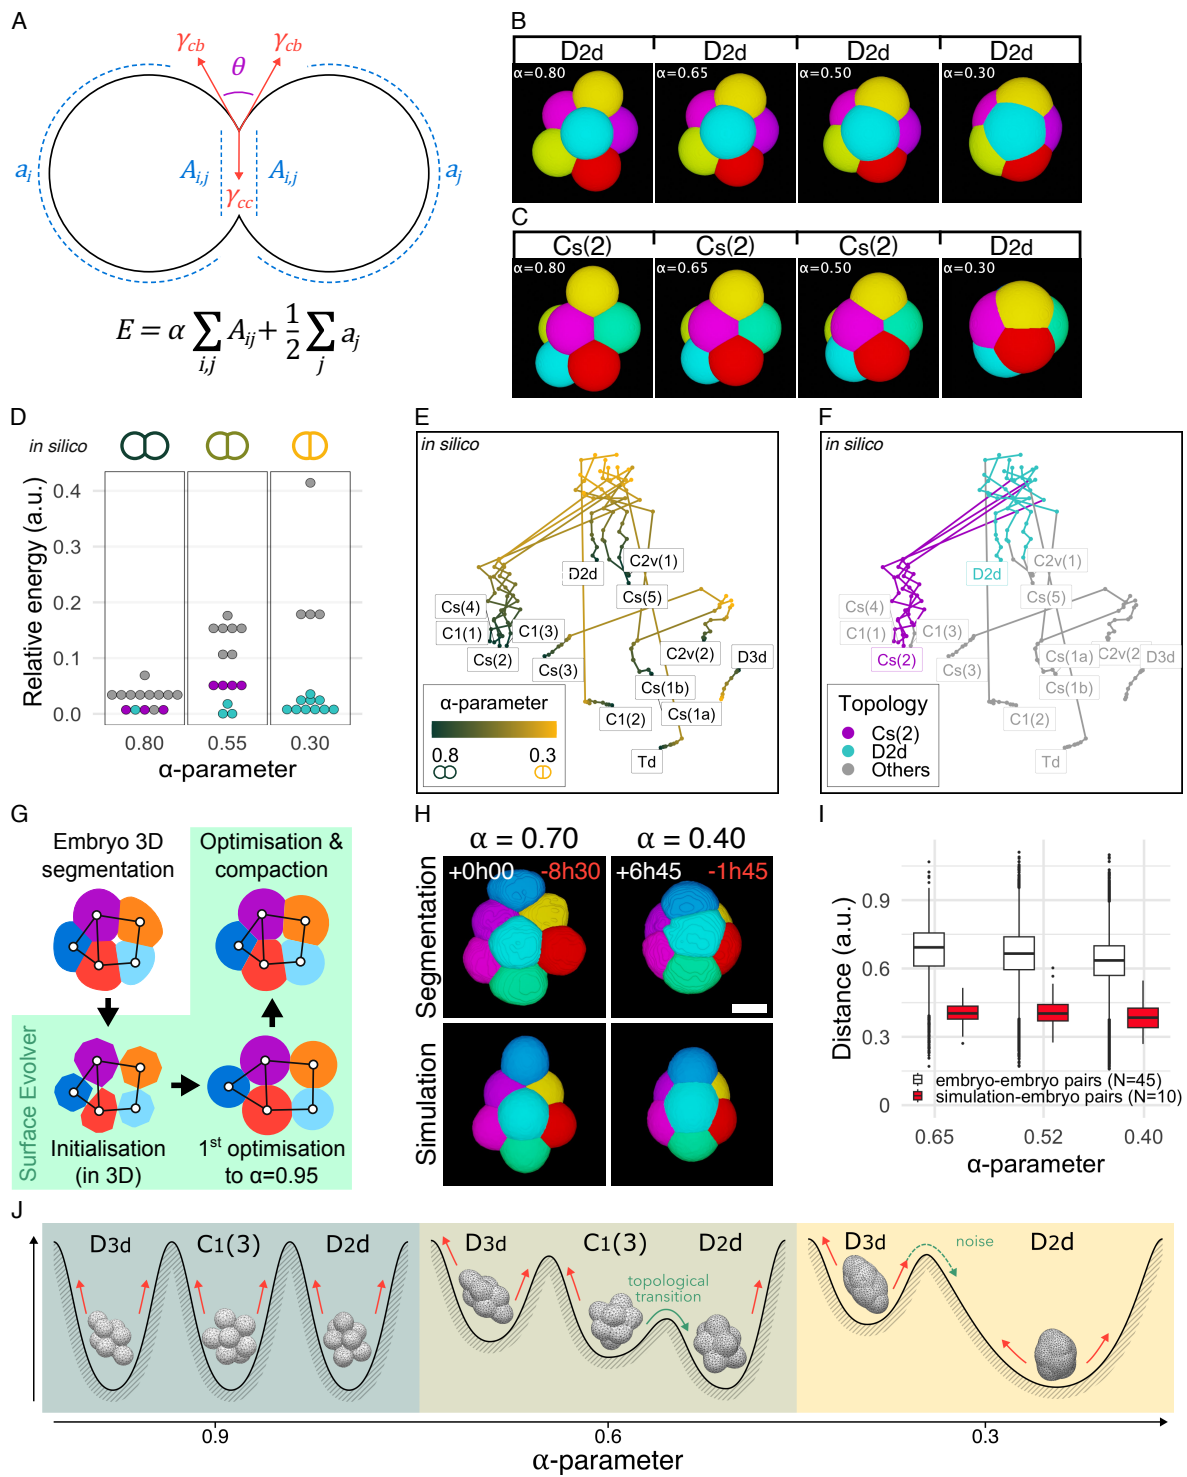 A
γcb
γcb
θ
ai
Ai,j
Ai,j
aj
γcc
E = α ∑ i,j Aij + 1/2 ∑ j aj
B
D2d
D2d
D2d
D2d
α=0.80
α=0.65
α=0.50
α=0.30
C
Cs(2)
Cs(2)
Cs(2)
D2d
α=0.80
α=0.65
α=0.50
α=0.30
D
in silico
Relative energy (a.u.)
0.4
0.3
0.2
0.1
0.0
0.80
0.55
0.30
α-parameter
E
in silico
D2d
C2v(1)
Cs(5)
Cs(4)
C1(1)
C1(3)
Cs(2)
Cs(3)
C2v(2)
D3d
Cs(1b)
Cs(1a)
C1(2)
Td
α-parameter
0.8
0.3
F
in silico
C2v(1)
D2d
Cs(5)
Cs(4)
C1(1)
C1(3)
Cs(2)
Cs(3)
Cs(1a)
C2v(2
D3d
Cs(1b)
C1(2)
Td
Topology
Cs(2)
D2d
Others
G
Embryo 3D
segmentation
Optimisation &
compaction
Surface Evolver
Initialisation
(in 3D)
1st optimisation
to α=0.95
H
α = 0.70
α = 0.40
Segmentation
+0h00
-8h30
+6h45
-1h45
Simulation
I
Distance (a.u.)
0.9
0.6
0.3
0
embryo-embryo pairs (N=45)
simulation-embryo pairs (N=10)
0.65
0.52
0.40
α-parameter
J
D3d
C1(3)
D2d
D3d
C1(3)
D2d
topological
transition
D3d
noise
D2d
0.9
0.6
0.3
α-parameter